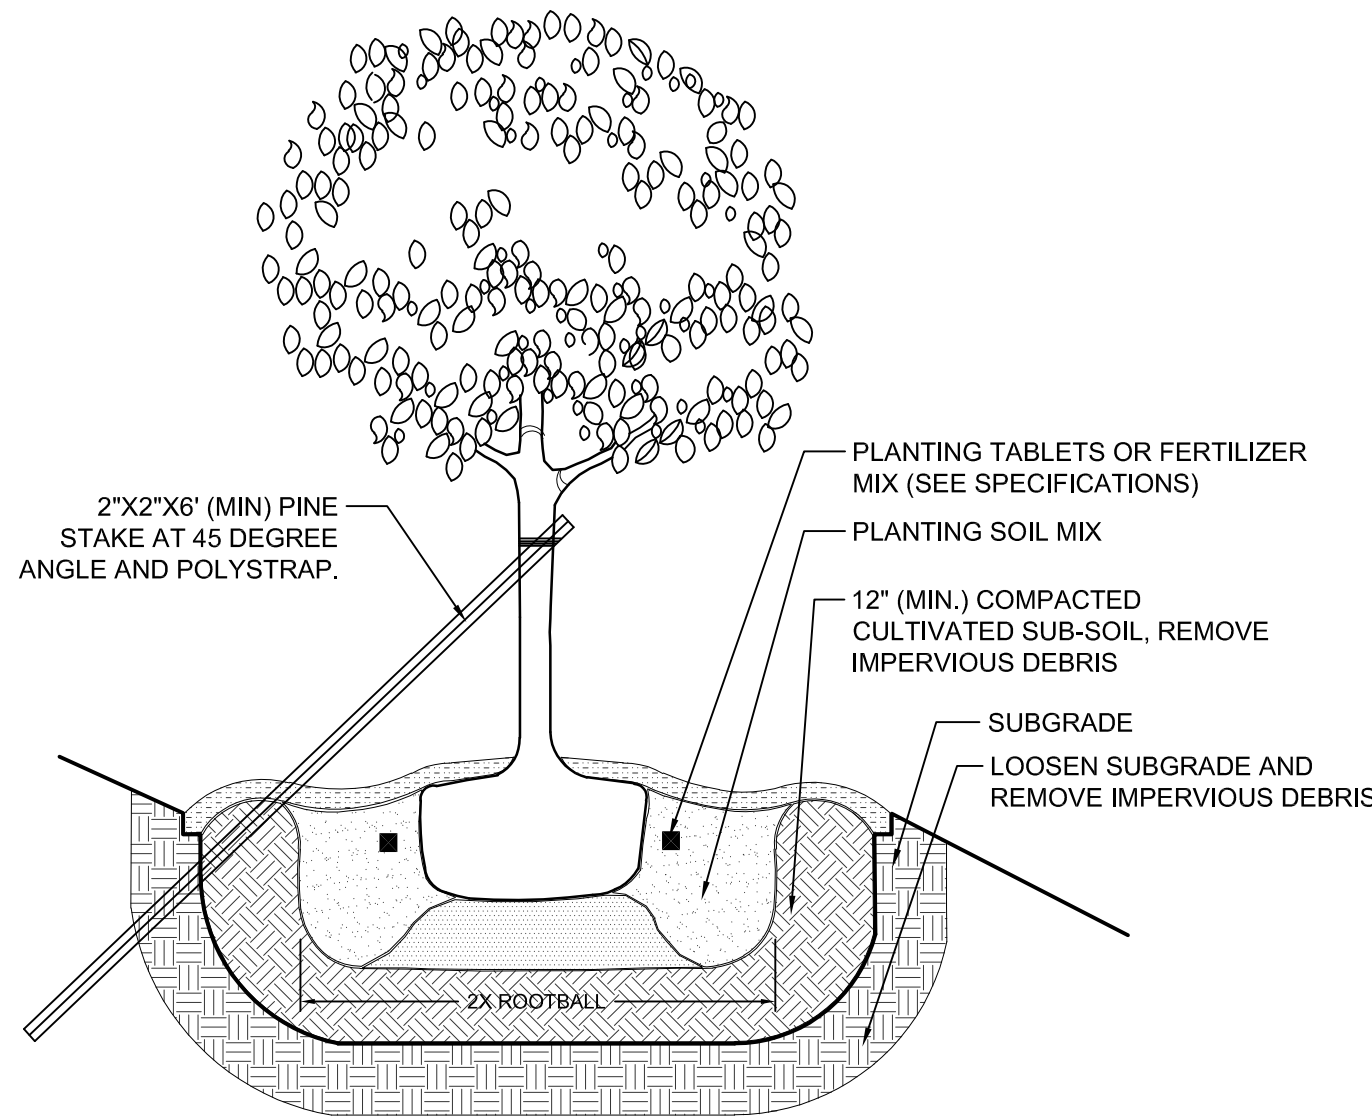 PLANTING TABLETS OR FERTILIZER
MIX (SEE SPECIFICATIONS)
2"X2"X6' (MIN) PINE
STAKE AT 45 DEGREE
ANGLE AND POLYSTRAP.
PLANTING SOIL MIX
12" (MIN.) COMPACTED
CULTIVATED SUB-SOIL, REMOVE
IMPERVIOUS DEBRIS
SUBGRADE
LOOSEN SUBGRADE AND
REMOVE IMPERVIOUS DEBRIS
2X ROOTBALL